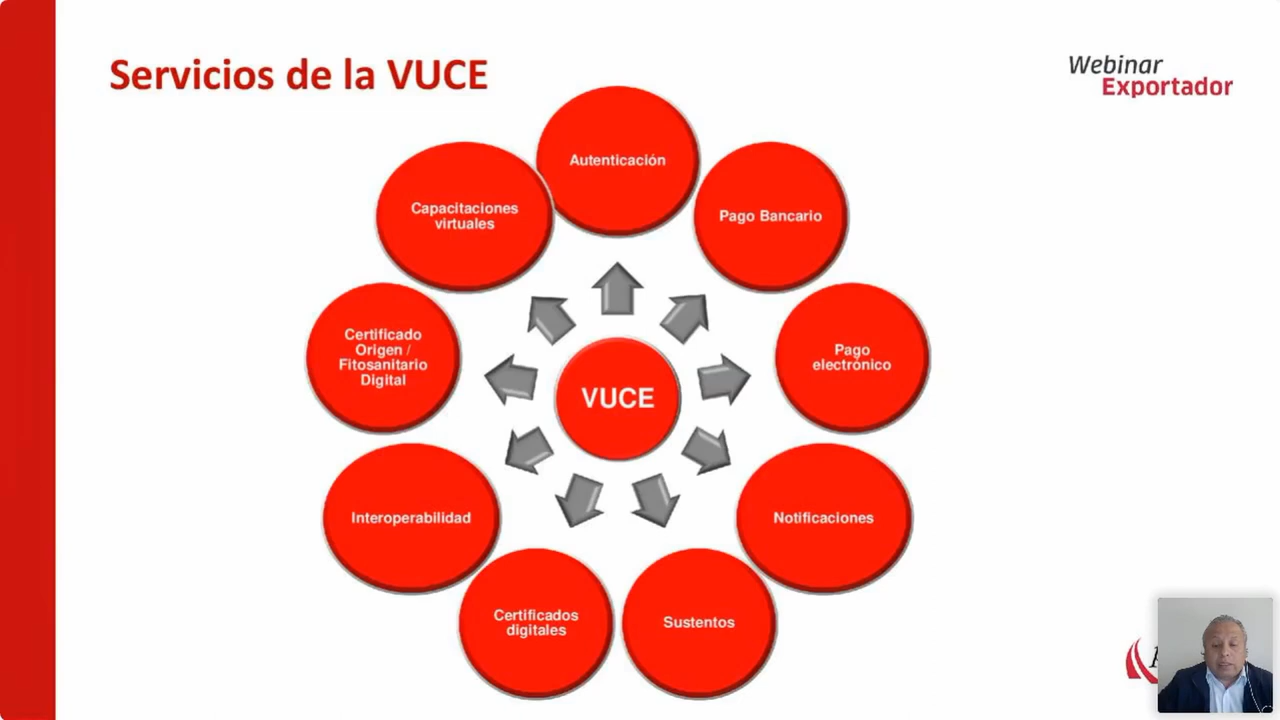 Servicios de la VUCE
Webinar
Exportador
Autenticación
Pago Bancario
Pago
electrónico
Notificaciones
Sustentos
Certificados
digitales
Interoperabilidad
Certificado
Origen /
Fitosanitario
Digital
Capacitaciones
virtuales
VUCE